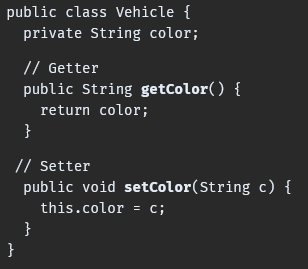 public class Vehicle {
  private String color;

  // Getter
  public String getColor() {
    return color;
  }

 // Setter
  public void setColor(String c) {
    this.color = c;
  }
}